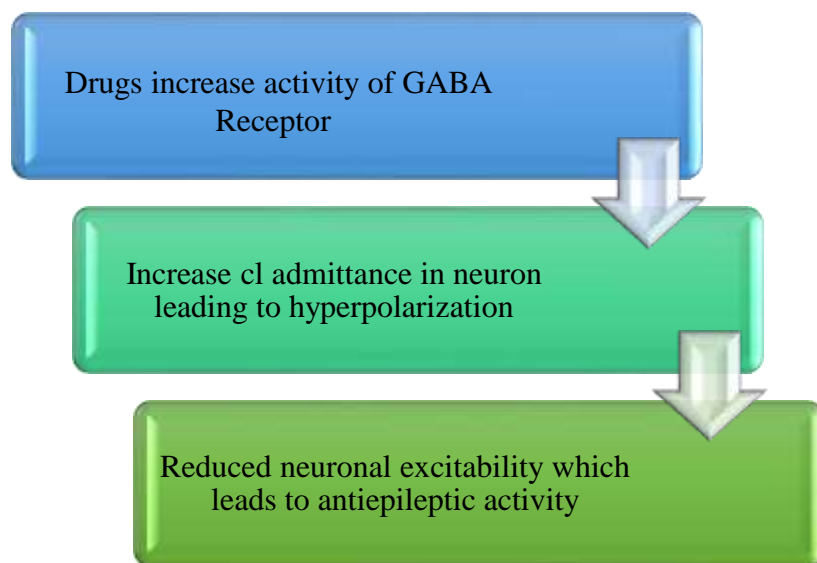 Drugs increase activity of GABA
Receptor
Increase cl admittance in neuron
leading to hyperpolarization
Reduced neuronal excitability which
leads to antiepileptic activity